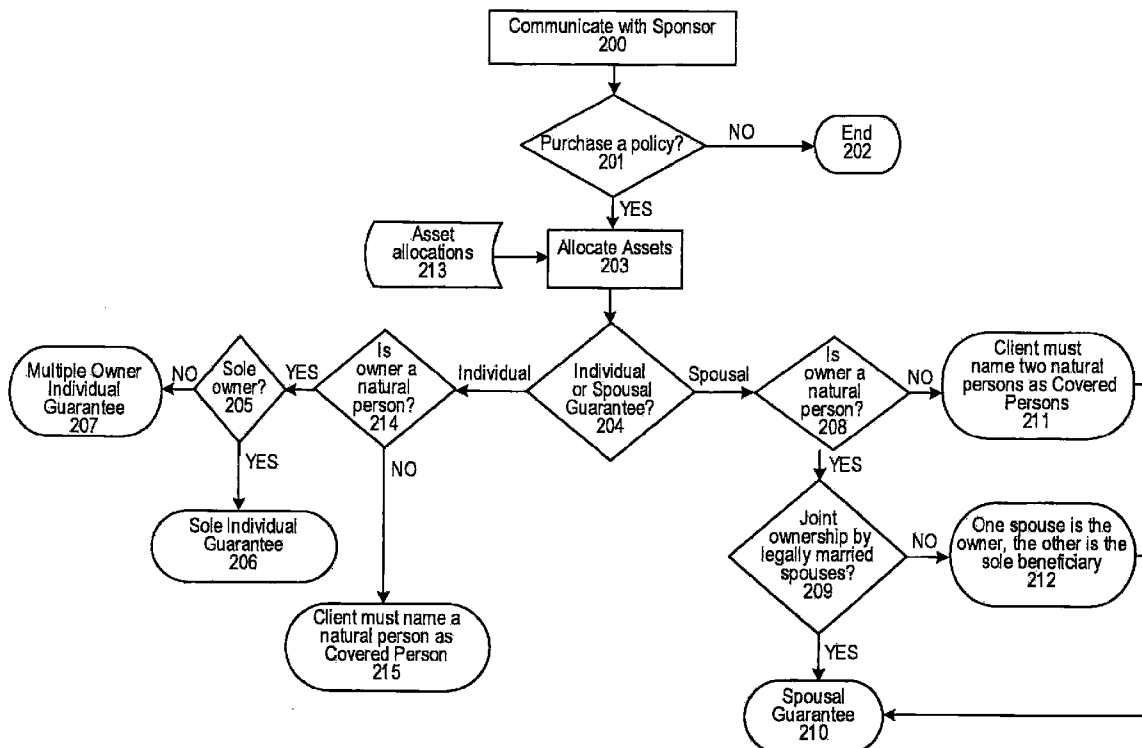 Communicate with Sponsor
200
Purchase a policy?
201
NO
End
202
YES
Asset
allocations
213
Allocate Assets
203
Multiple Owner
Individual
Guarantee
207
NO
Sole
owner?
205
YES
Is
owner a
natural
person?
214
Individual
Individual
or Spousal
Guarantee?
204
Spousal
Is
owner a
natural
person?
208
NO
Client must
name two natural
persons as Covered
Persons
211
YES
NO
YES
Sole Individual
Guarantee
206
Joint
ownership by
legally married
spouses?
209
NO
One spouse is the
owner, the other is the
sole beneficiary
212
Client must name a
natural person as
Covered Person
215
YES
Spousal
Guarantee
210